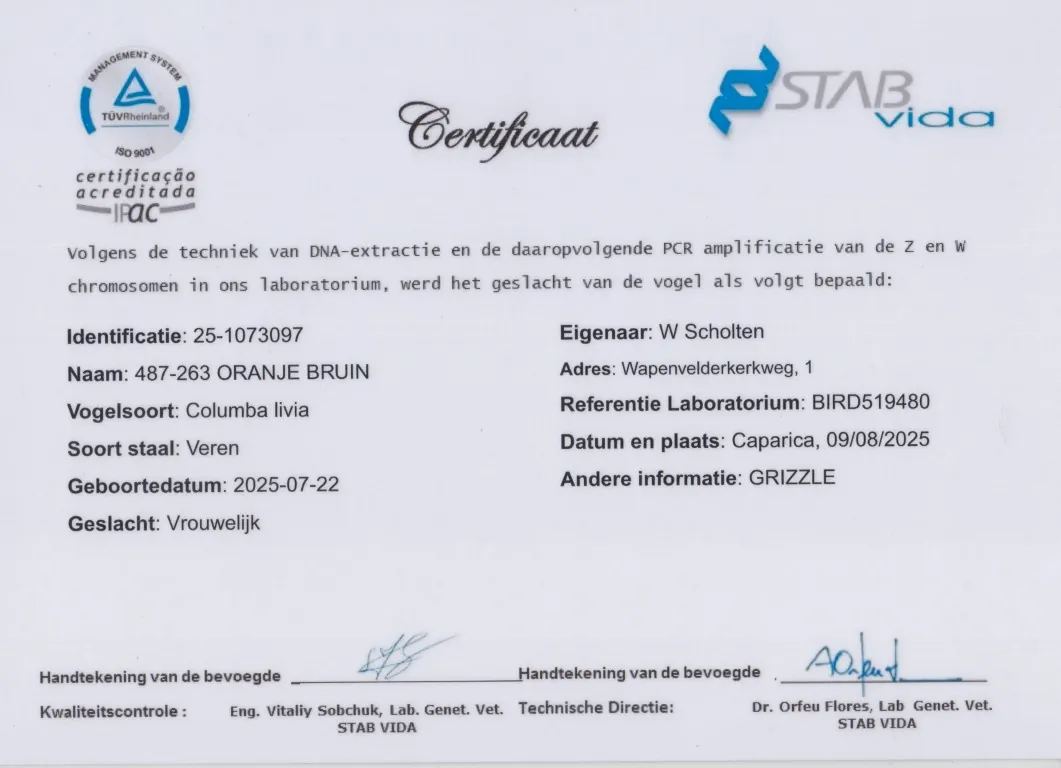 MANAGEMENT SYSTEM
TÜVRheinland®
ISO 9001
certificação
acreditada
IPAC
STAB
vida
Certificaat
Volgens de techniek van DNA-extractie en de daaropvolgende PCR amplificatie van de Z en W
chromosomen in ons laboratorium, werd het geslacht van de vogel als volgt bepaald:
Identificatie: 25-1073097
Naam: 487-263 ORANJE BRUIN
Vogelsoort: Columba livia
Soort staal: Veren
Geboortedatum: 2025-07-22
Geslacht: Vrouwelijk
Eigenaar: W Scholten
Adres: Wapenvelderkerkweg, 1
Referentie Laboratorium: BIRD519480
Datum en plaats: Caparica, 09/08/2025
Andere informatie: GRIZZLE
Handtekening van de bevoegde
Kwaliteitscontrole :
Eng. Vitaliy Sobchuk, Lab. Genet. Vet.
STAB VIDA
Handtekening van de bevoegde
Technische Directie:
Dr. Orfeu Flores, Lab Genet. Vet.
STAB VIDA